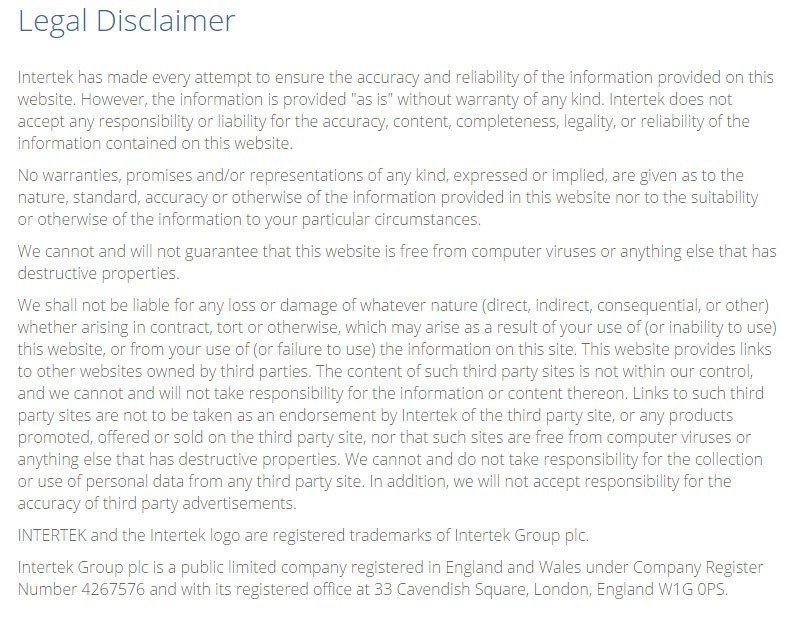 Legal Disclaimer
Intertek has made every attempt to ensure the accuracy and reliability of the information provided on this
website. However, the information is provided "as is" without warranty of any kind. Intertek does not
accept any responsibility or liability for the accuracy, content, completeness, legality, or reliability of the
information contained on this website.
No warranties, promises and/or representations of any kind, expressed or implied, are given as to the
nature, standard, accuracy or otherwise of the information provided in this website nor to the suitability
or otherwise of the information to your particular circumstances.
We cannot and will not guarantee that this website is free from computer viruses or anything else that has
destructive properties.
We shall not be liable for any loss or damage of whatever nature (direct, indirect, consequential, or other)
whether arising in contract, tort or otherwise, which may arise as a result of your use of (or inability to use)
this website, or from your use of (or failure to use) the information on this site. This website provides links
to other websites owned by third parties. The content of such third party sites is not within our control,
and we cannot and will not take responsibility for the information or content thereon. Links to such third
party sites are not to be taken as an endorsement by Intertek of the third party site, or any products
promoted, offered or sold on the third party site, nor that such sites are free from computer viruses or
anything else that has destructive properties. We cannot and do not take responsibility for the collection
or use of personal data from any third party site. In addition, we will not accept responsibility for the
accuracy of third party advertisements.
INTERTEK and the Intertek logo are registered trademarks of Intertek Group plc.
Intertek Group plc is a public limited company registered in England and Wales under Company Register
Number 4267576 and with its registered office at 33 Cavendish Square, London, England W1G 0PS.